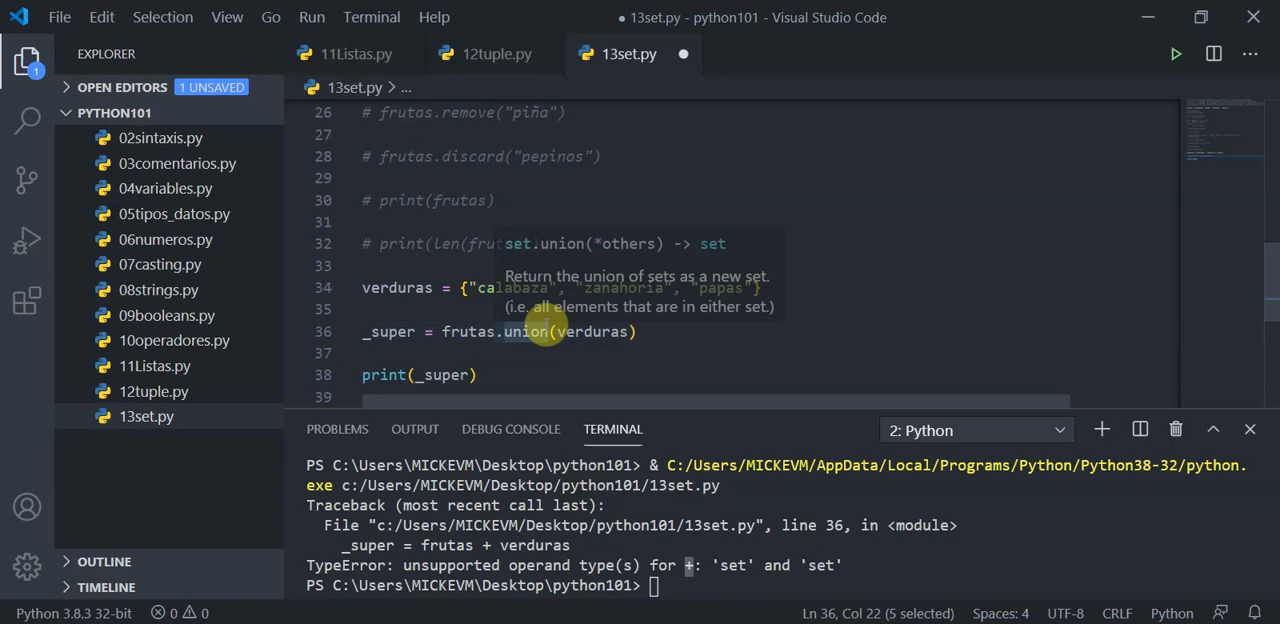 File Edit Selection View Go Run Terminal Help ● 13set.py - python101 - Visual Studio Code
EXPLORER
11Listas.py 12tuple.py 13set.py
OPEN EDITORS 1 UNSAVED
13set.py > ...
PYTHON101
02sintaxis.py
03comentarios.py
04variables.py
05tipos_datos.py
06numeros.py
07casting.py
08strings.py
09booleans.py
10operadores.py
11Listas.py
12tuple.py
13set.py
OUTLINE
TIMELINE
1
26 # frutas.remove("piña")
27
28 # frutas.discard("pepinos")
29
30 # print(frutas)
31
32 # print(len(frut
set.union(*others) -> set
Return the union of sets as a new set.
(i.e. all elements that are in either set.)
33
34 verduras = {"calabaza", "zanahoria", "papas"}
35
36 _super = frutas.union(verduras)
37
38 print(_super)
39
PROBLEMS OUTPUT DEBUG CONSOLE TERMINAL 2: Python
PS C:\Users\MICKEVM\Desktop\python101> & C:/Users/MICKEVM/AppData/Local/Programs/Python/Python38-32/python.
exe c:/Users/MICKEVM/Desktop/python101/13set.py
Traceback (most recent call last):
File "c:/Users/MICKEVM/Desktop/python101/13set.py", line 36, in <module>
_super = frutas + verduras
TypeError: unsupported operand type(s) for +: 'set' and 'set'
PS C:\Users\MICKEVM\Desktop\python101>
Python 3.8.3 32-bit 0 0 Ln 36, Col 22 (5 selected) Spaces: 4 UTF-8 CRLF Python